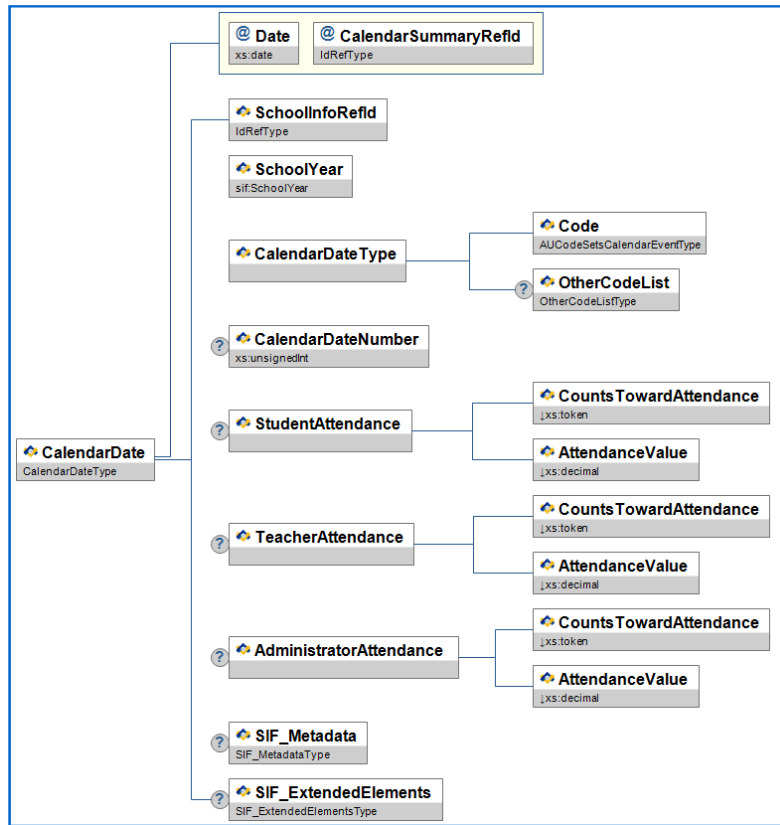 @ Date
xs:date
@ CalendarSummaryRefId
IdRefType
SchoolInfoRefId
IdRefType
SchoolYear
sif:SchoolYear
CalendarDateType
Code
AUCodeSetsCalendarEventType
? OtherCodeList
OtherCodeListType
? CalendarDateNumber
xs:unsignedInt
CalendarDate
CalendarDateType
? StudentAttendance
CountsTowardAttendance
↓xs:token
AttendanceValue
↓xs:decimal
? TeacherAttendance
CountsTowardAttendance
↓xs:token
AttendanceValue
↓xs:decimal
? AdministratorAttendance
CountsTowardAttendance
↓xs:token
AttendanceValue
↓xs:decimal
? SIF_Metadata
SIF_MetadataType
? SIF_ExtendedElements
SIF_ExtendedElementsType